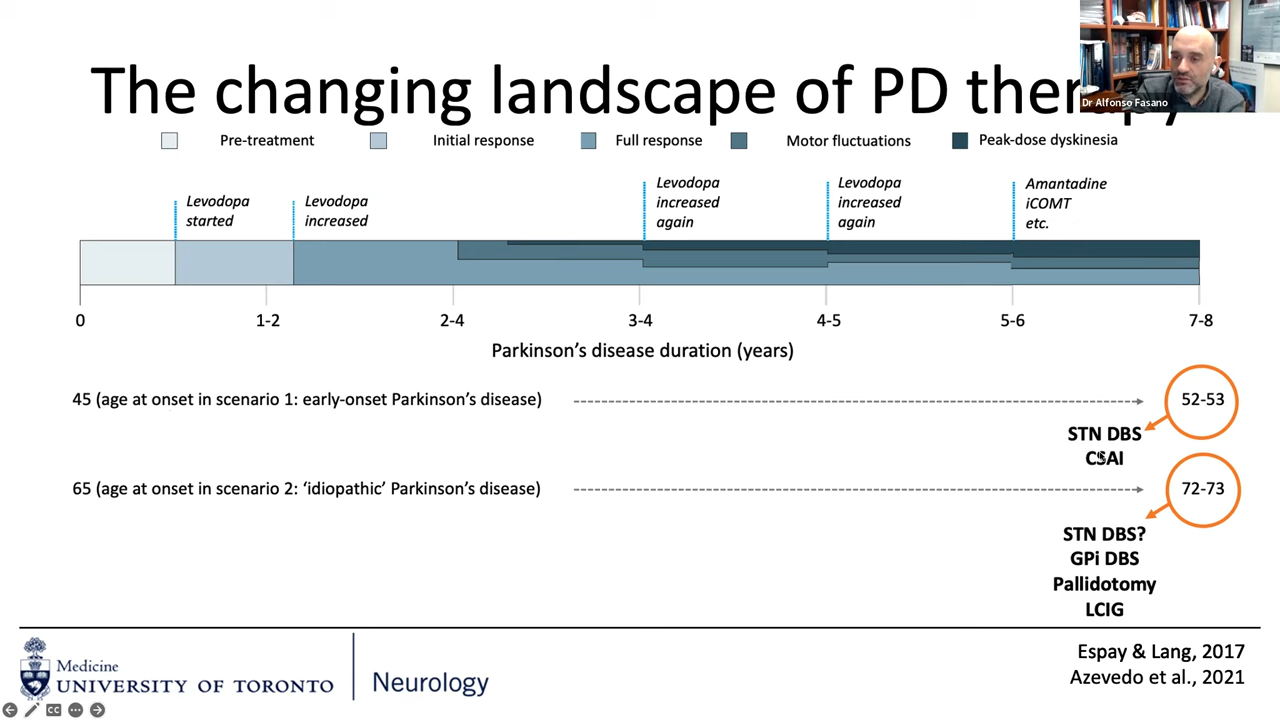 The changing landscape of PD therapy
Dr Alfonso Fasano
Pre-treatment
Initial response
Full response
Motor fluctuations
Peak-dose dyskinesia
Levodopa
started
Levodopa
increased
Levodopa
increased
again
Levodopa
increased
again
Amantadine
iCOMT
etc.
0
1-2
2-4
3-4
4-5
5-6
7-8
Parkinson’s disease duration (years)
45 (age at onset in scenario 1: early-onset Parkinson’s disease)
52-53
STN DBS
CSAI
65 (age at onset in scenario 2: ‘idiopathic’ Parkinson’s disease)
72-73
STN DBS?
GPi DBS
Pallidotomy
LCIG
Medicine
UNIVERSITY OF TORONTO
Neurology
Espay & Lang, 2017
Azevedo et al., 2021
CC